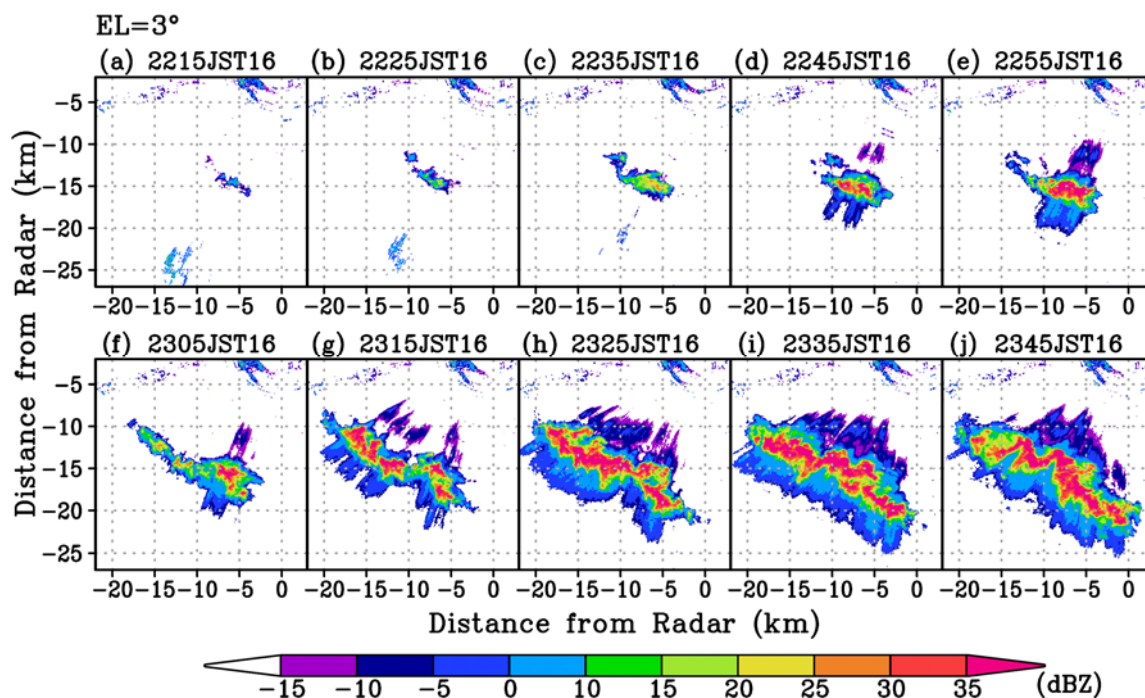 EL=3°
(a) 2215JST16 (b) 2225JST16 (c) 2235JST16 (d) 2245JST16 (e) 2255JST16
-5
-10
-15
-20
-25
-20 -15 -10 -5 0 -20 -15 -10 -5 0 -20 -15 -10 -5 0 -20 -15 -10 -5 0 -20 -15 -10 -5 0
(f) 2305JST16 (g) 2315JST16 (h) 2325JST16 (i) 2335JST16 (j) 2345JST16
-5
-10
-15
-20
-25
-20 -15 -10 -5 0 -20 -15 -10 -5 0 -20 -15 -10 -5 0 -20 -15 -10 -5 0 -20 -15 -10 -5 0
Distance from Radar (km)
Distance from Radar (km)
-15 -10 -5 0 10 15 20 25 30 35 (dBZ)